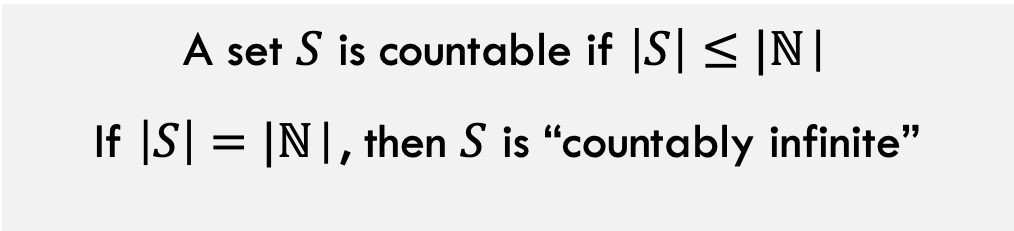 A set 𝑆 is countable if |𝑆| ≤ |ℕ|
If |𝑆| = |ℕ|, then 𝑆 is “countably infinite”